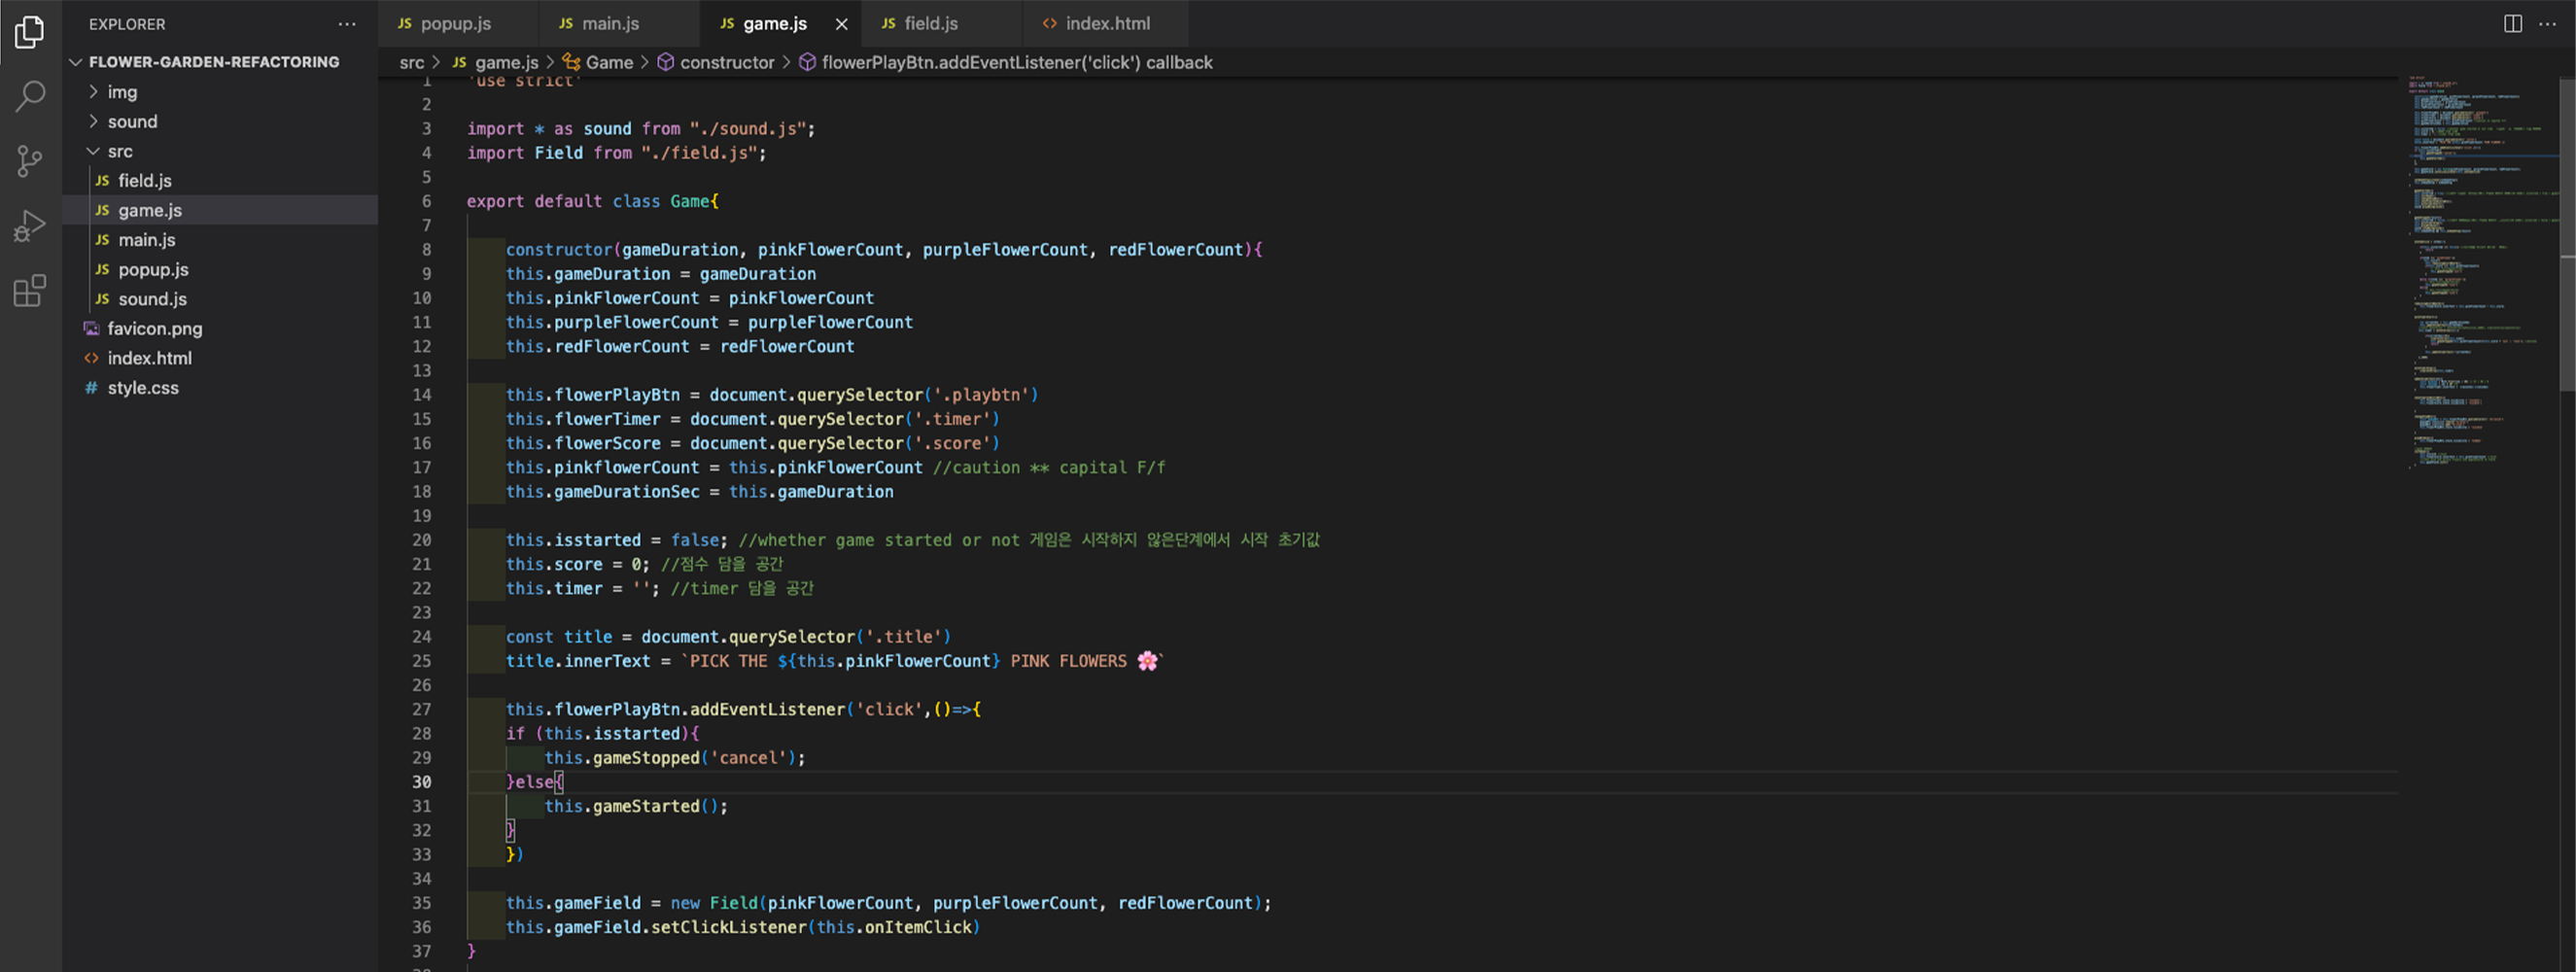 EXPLORER ...
FLOWER-GARDEN-REFACTORING
img
sound
src
JS field.js
JS game.js
JS main.js
JS popup.js
JS sound.js
favicon.png
<> index.html
# style.css
JS popup.js JS main.js JS game.js × JS field.js <> index.html ...
src > JS game.js > Game > constructor > flowerPlayBtn.addEventListener('click') callback
1 'use strict'
2
3 import * as sound from "./sound.js";
4 import Field from "./field.js";
5
6 export default class Game{
7
8 constructor(gameDuration, pinkFlowerCount, purpleFlowerCount, redFlowerCount){
9 this.gameDuration = gameDuration
10 this.pinkFlowerCount = pinkFlowerCount
11 this.purpleFlowerCount = purpleFlowerCount
12 this.redFlowerCount = redFlowerCount
13
14 this.flowerPlayBtn = document.querySelector('.playbtn')
15 this.flowerTimer = document.querySelector('.timer')
16 this.flowerScore = document.querySelector('.score')
17 this.pinkflowerCount = this.pinkFlowerCount //caution ** capital F/f
18 this.gameDurationSec = this.gameDuration
19
20 this.isstarted = false; //whether game started or not 게임은 시작하지 않은단계에서 시작 초기값
21 this.score = 0; //점수 담을 공간
22 this.timer = ''; //timer 담을 공간
23
24 const title = document.querySelector('.title')
25 title.innerText = `PICK THE ${this.pinkFlowerCount} PINK FLOWERS 🌸`
26
27 this.flowerPlayBtn.addEventListener('click',()=>{
28 if (this.isstarted){
29 this.gameStopped('cancel');
30 }else{
31 this.gameStarted();
32 }
33 })
34
35 this.gameField = new Field(pinkFlowerCount, purpleFlowerCount, redFlowerCount);
36 this.gameField.setClickListener(this.onItemClick)
37 }